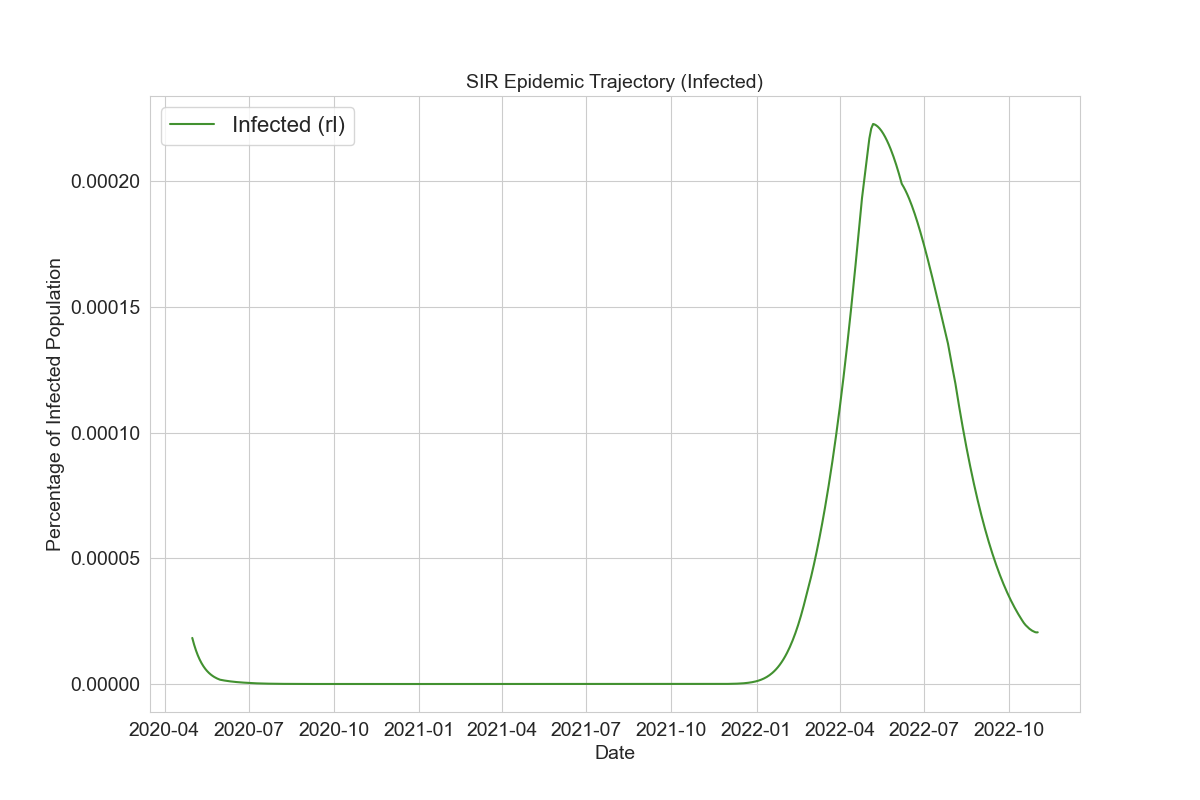 SIR Epidemic Trajectory (Infected)
Infected (rI)
Percentage of Infected Population
0.00020
0.00015
0.00010
0.00005
0.00000
2020-04 2020-07 2020-10 2021-01 2021-04 2021-07 2021-10 2022-01 2022-04 2022-07 2022-10
Date